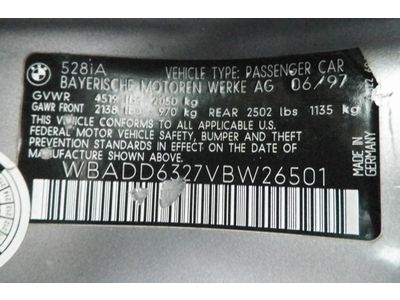 528iA VEHICLE TYPE: PASSENGER CAR
BAYERISCHE MOTOREN WERKE AG 06/97
GVWR 4519 lbs 2050 kg
GAWR FRONT 2138 lbs 970 kg REAR 2502 lbs 1135 kg
THIS VEHICLE CONFORMS TO ALL APPLICABLE FEDERAL
MOTOR VEHICLE SAFETY, BUMPER AND THEFT
PREVENTION STANDARDS IN EFFECT ON THE DATE OF
MANUFACTURE SHOWN ABOVE.
WBADD6327VBW26501
MADE IN
GERMANY